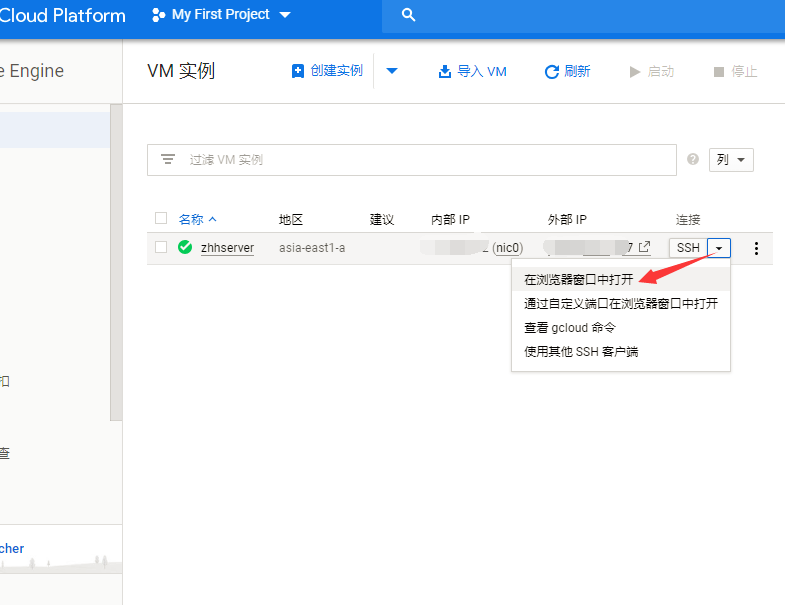 Cloud Platform My First Project
e Engine VM 实例 创建实例 导入 VM 刷新 启动 停止
过滤 VM 实例 ? 列
名称 地区 建议 内部 IP 外部 IP 连接
zhhserver asia-east1-a (nic0) 7 SSH
在浏览器窗口中打开
通过自定义端口在浏览器窗口中打开
查看 gcloud 命令
使用其他 SSH 客户端
扣
查
cher